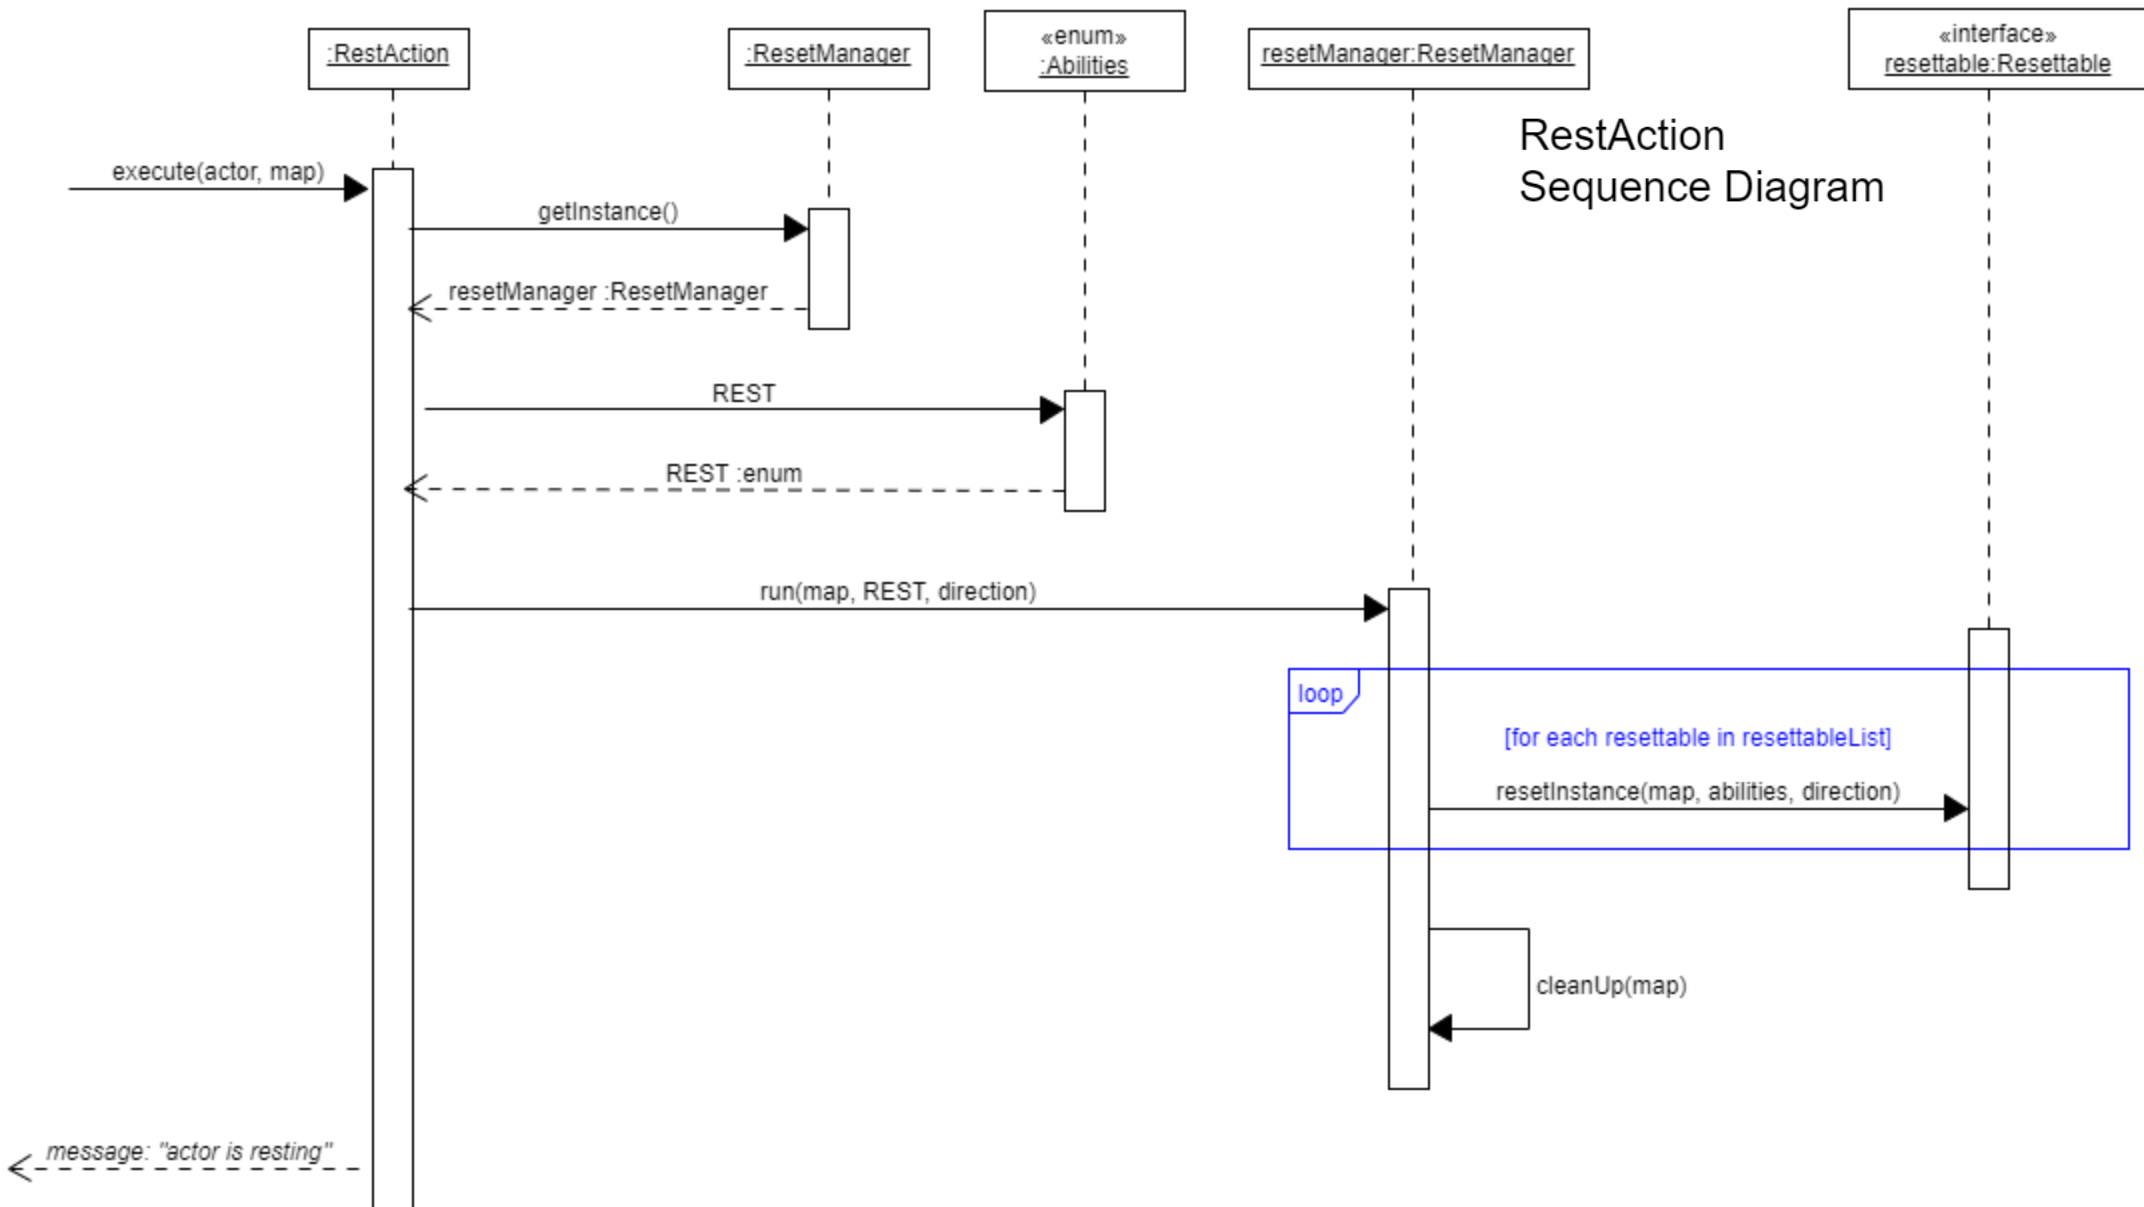 :RestAction
:ResetManager
«enum»
:Abilities
resetManager:ResetManager
«interface»
resettable:Resettable
RestAction
Sequence Diagram
execute(actor, map)
getInstance()
resetManager :ResetManager
REST
REST :enum
run(map, REST, direction)
loop
[for each resettable in resettableList]
resetInstance(map, abilities, direction)
cleanUp(map)
message: "actor is resting"